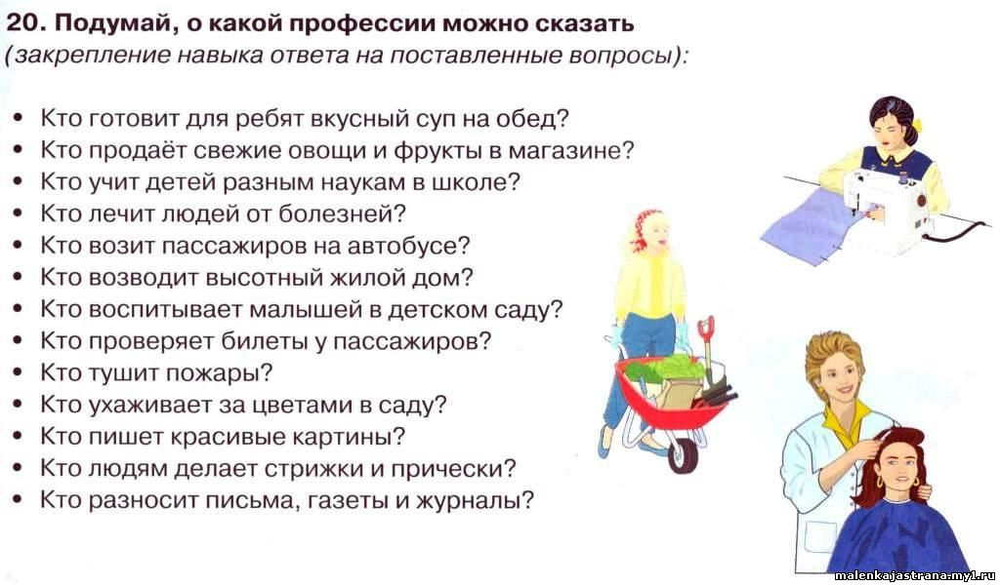 20. Подумай, о какой профессии можно сказать
(закрепление навыка ответа на поставленные вопросы):
• Кто готовит для ребят вкусный суп на обед?
• Кто продаёт свежие овощи и фрукты в магазине?
• Кто учит детей разным наукам в школе?
• Кто лечит людей от болезней?
• Кто возит пассажиров на автобусе?
• Кто возводит высотный жилой дом?
• Кто воспитывает малышей в детском саду?
• Кто проверяет билеты у пассажиров?
• Кто тушит пожары?
• Кто ухаживает за цветами в саду?
• Кто пишет красивые картины?
• Кто людям делает стрижки и прически?
• Кто разносит письма, газеты и журналы?
malenkajastrana.my1.ru